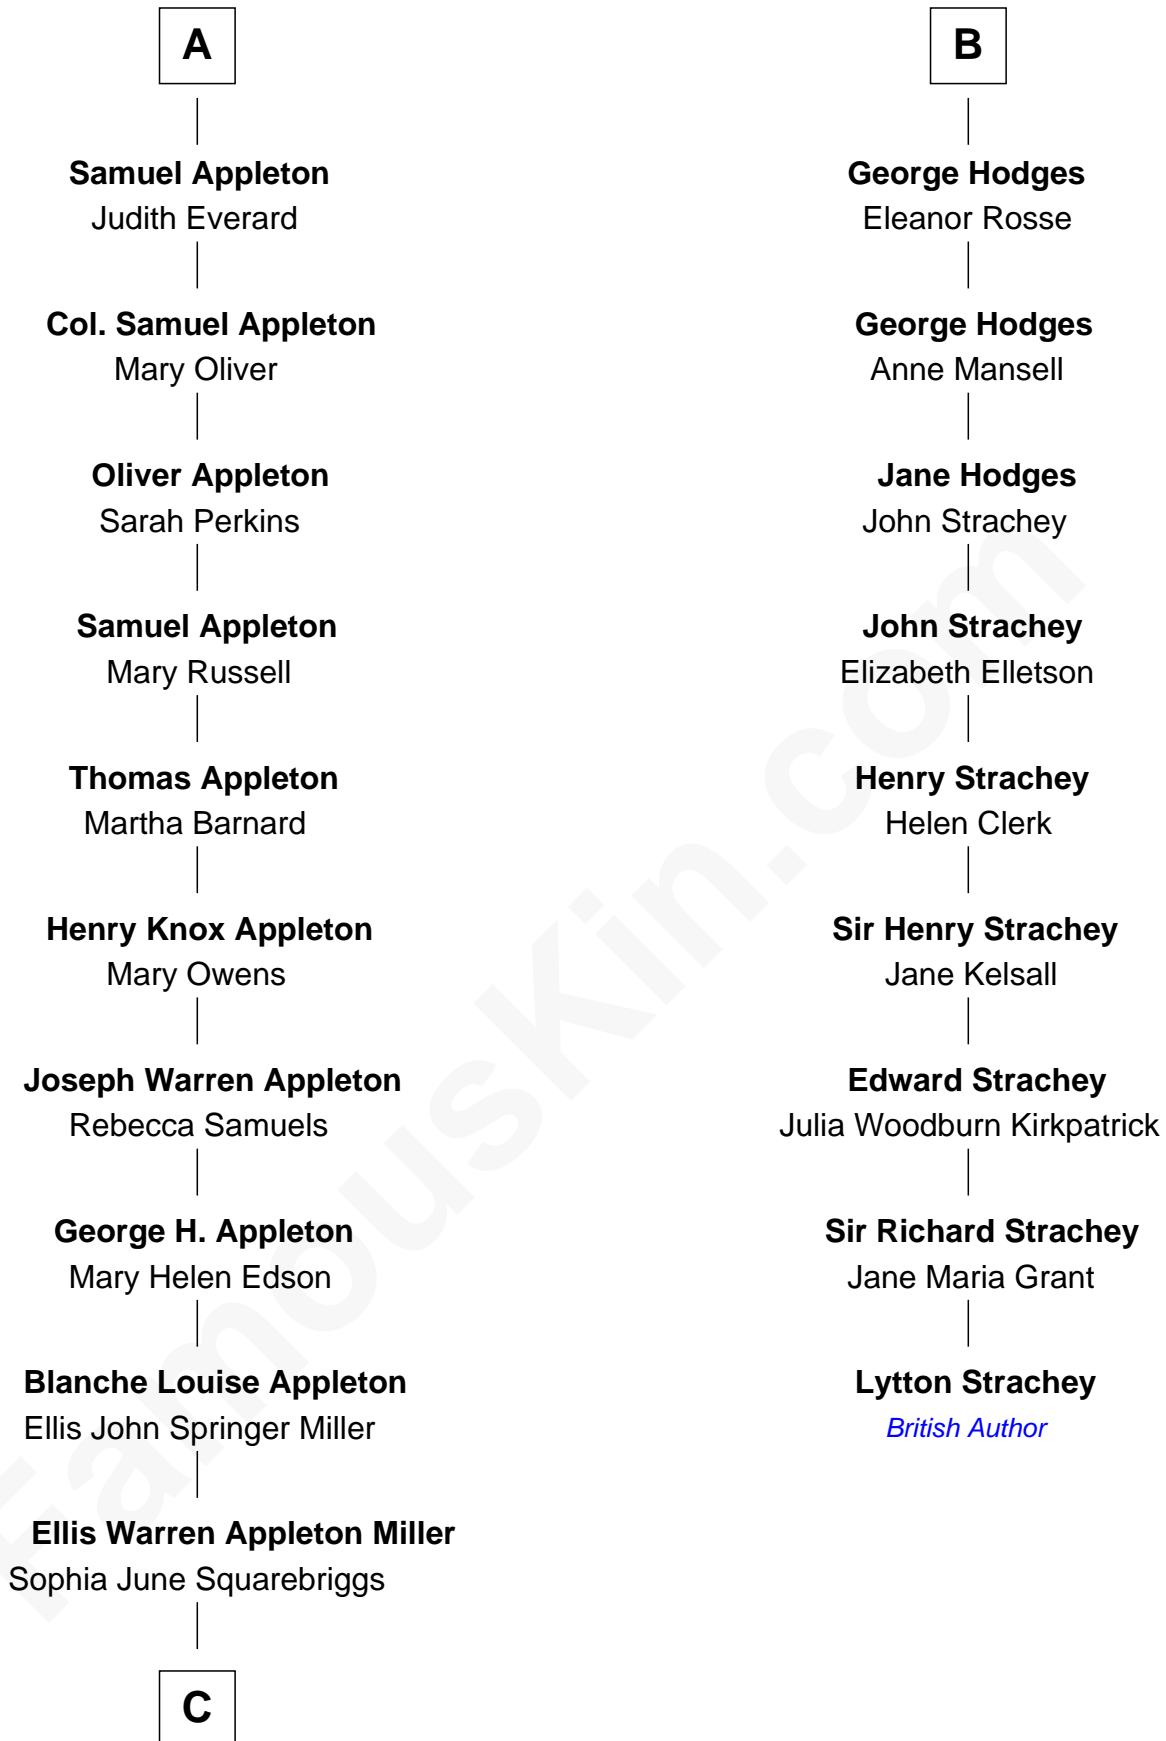 A
Samuel Appleton
Judith Everard
Col. Samuel Appleton
Mary Oliver
Oliver Appleton
Sarah Perkins
Samuel Appleton
Mary Russell
Thomas Appleton
Martha Barnard
Henry Knox Appleton
Mary Owens
Joseph Warren Appleton
Rebecca Samuels
George H. Appleton
Mary Helen Edson
Blanche Louise Appleton
Ellis John Springer Miller
Ellis Warren Appleton Miller
Sophia June Squarebriggs
C
B
George Hodges
Eleanor Rosse
George Hodges
Anne Mansell
Jane Hodges
John Strachey
John Strachey
Elizabeth Elletson
Henry Strachey
Helen Clerk
Sir Henry Strachey
Jane Kelsall
Edward Strachey
Julia Woodburn Kirkpatrick
Sir Richard Strachey
Jane Maria Grant
Lytton Strachey
British Author
FamousKin.com